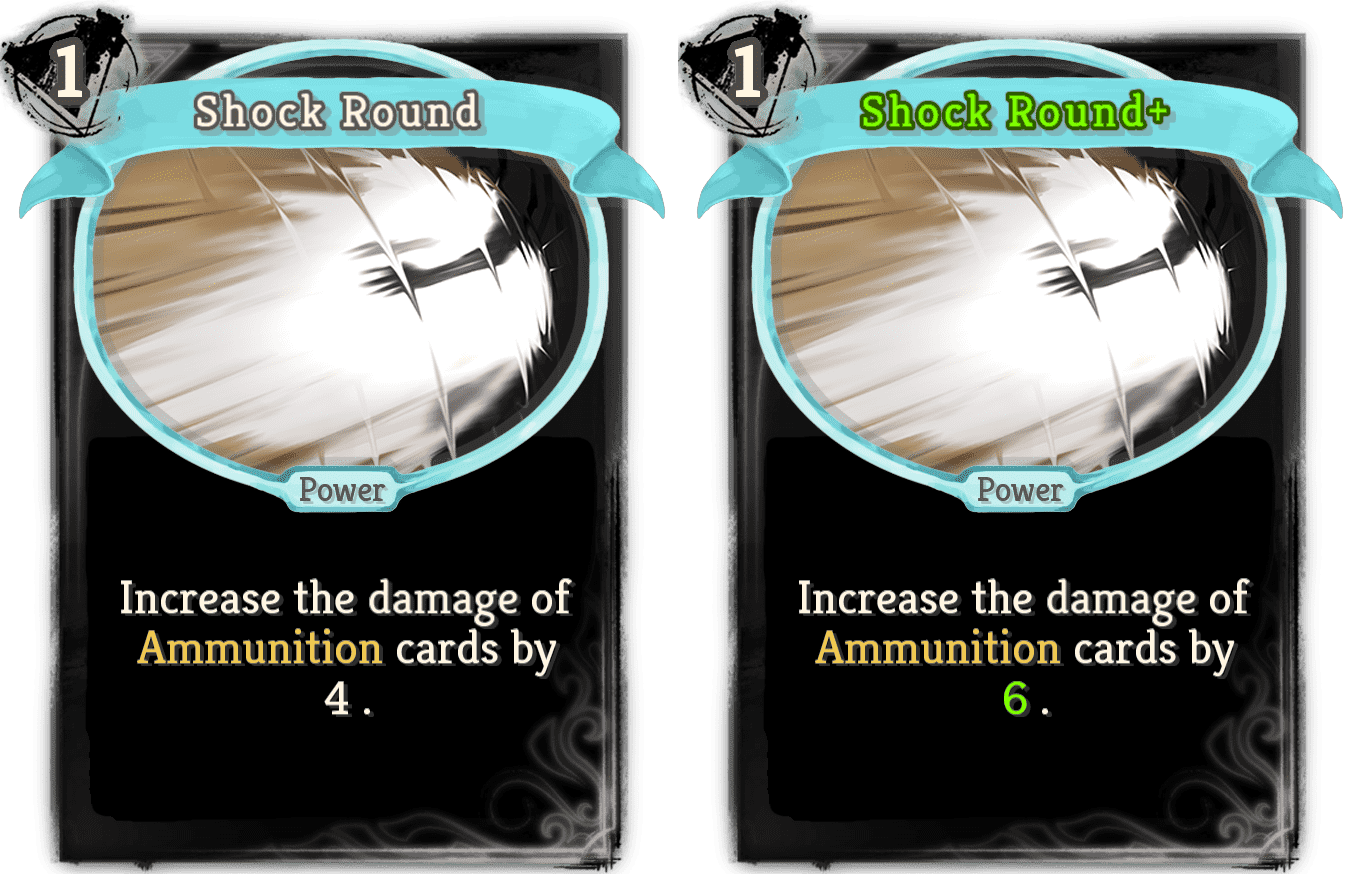 1
Shock Round
Power
Increase the damage of
Ammunition cards by
4 .
1
Shock Round+
Power
Increase the damage of
Ammunition cards by
6 .